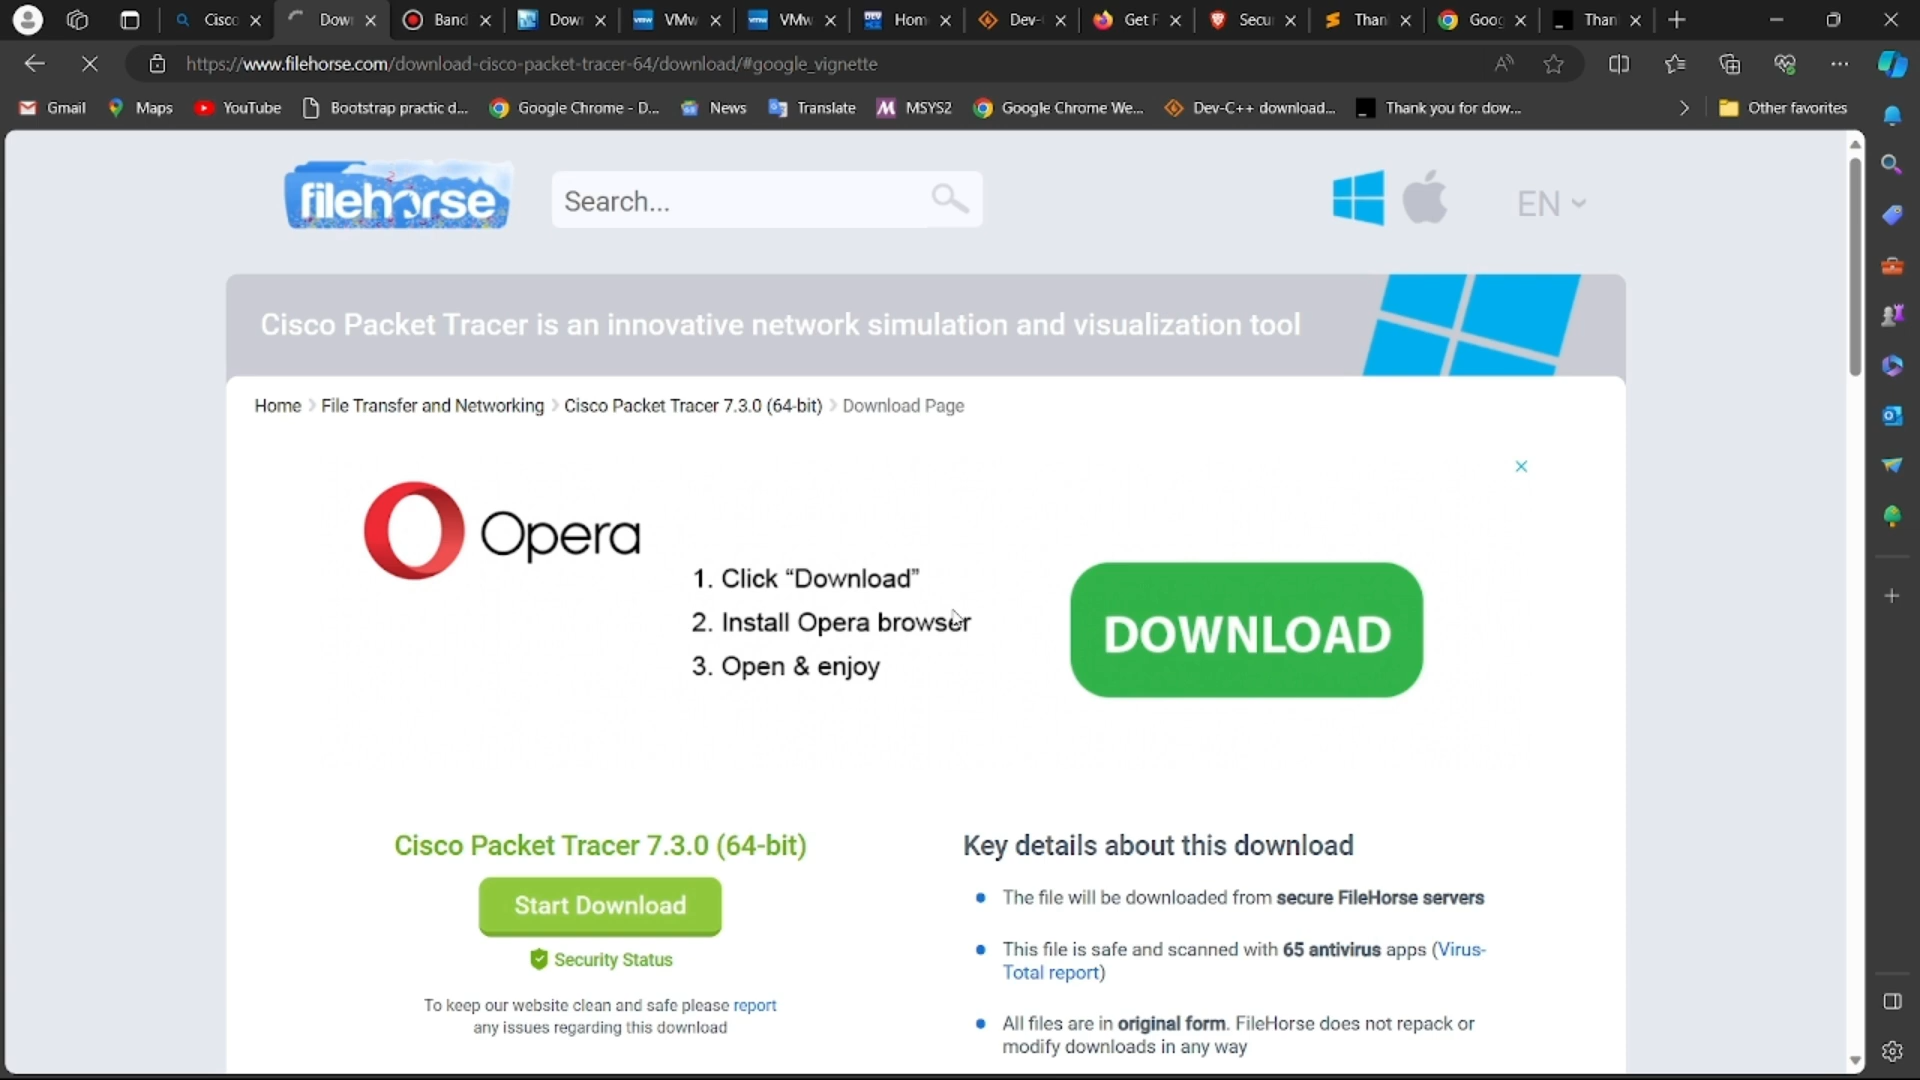 Cisco
Dow
Band
Dow
VMw
VMw
Hom
Dev-
Get F
Secu
Than
Goog
Than
https://www.filehorse.com/download-cisco-packet-tracer-64/download/#google_vignette
Gmail
Maps
YouTube
Bootstrap practic d...
Google Chrome - D...
News
Translate
MSYS2
Google Chrome We...
Dev-C++ download...
Thank you for dow...
Other favorites
filehorse
Search...
EN
Cisco Packet Tracer is an innovative network simulation and visualization tool
Home
File Transfer and Networking
Cisco Packet Tracer 7.3.0 (64-bit)
Download Page
Opera
1. Click “Download”
2. Install Opera browser
3. Open & enjoy
DOWNLOAD
Cisco Packet Tracer 7.3.0 (64-bit)
Start Download
Security Status
To keep our website clean and safe please report
any issues regarding this download
Key details about this download
The file will be downloaded from secure FileHorse servers
This file is safe and scanned with 65 antivirus apps (Virus-
Total report)
All files are in original form. FileHorse does not repack or
modify downloads in any way